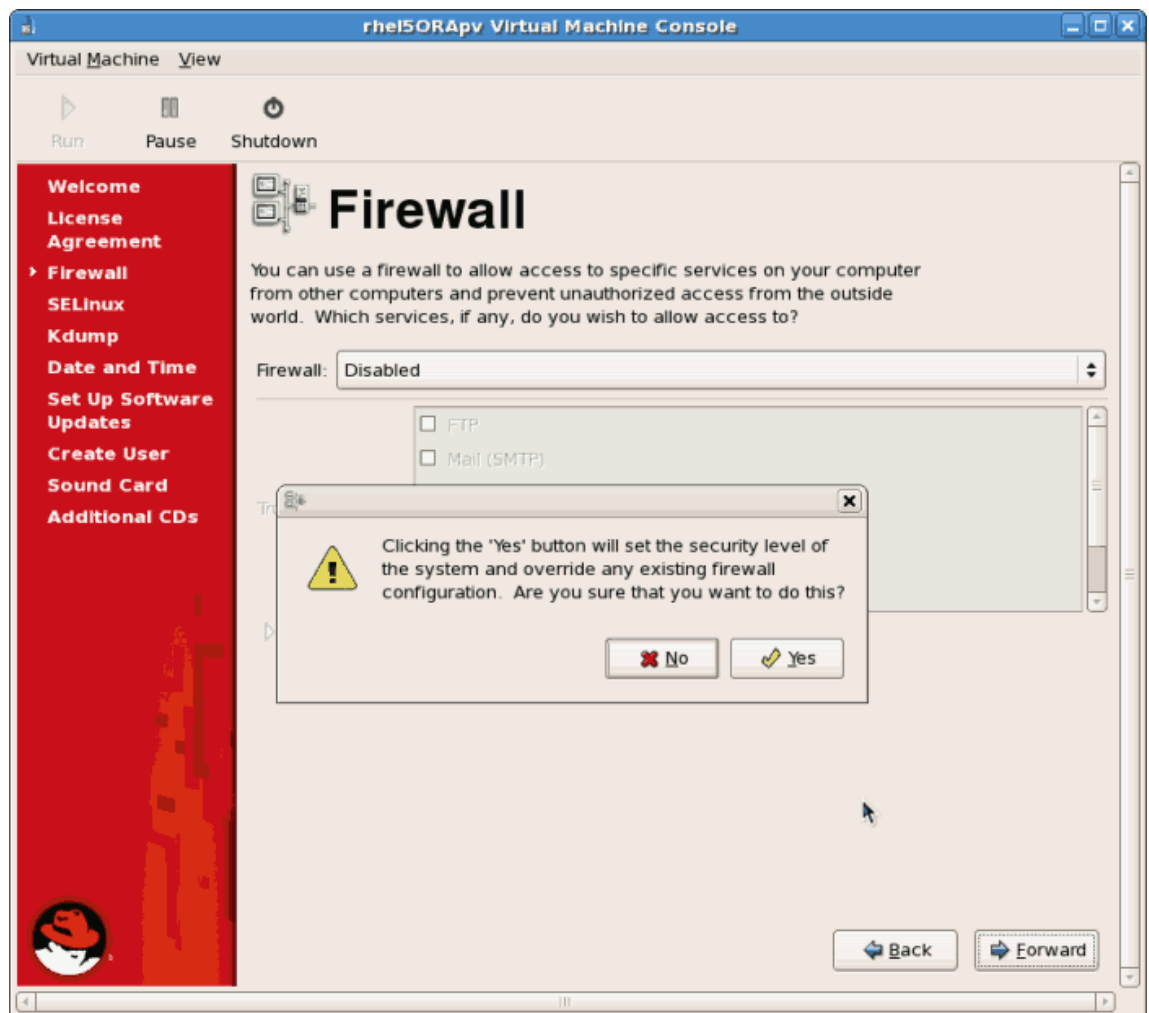 rhel5ORApv Virtual Machine Console
Virtual Machine View
Run Pause Shutdown
Welcome
License
Agreement
Firewall
SELinux
Kdump
Date and Time
Set Up Software
Updates
Create User
Sound Card
Additional CDs
Firewall
You can use a firewall to allow access to specific services on your computer
from other computers and prevent unauthorized access from the outside
world. Which services, if any, do you wish to allow access to?
Firewall: Disabled
FTP
Mail (SMTP)
Clicking the 'Yes' button will set the security level of
the system and override any existing firewall
configuration. Are you sure that you want to do this?
No Yes
Back Forward